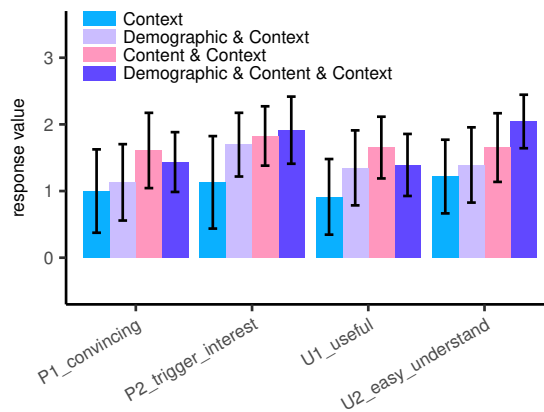 Context
Demographic & Context
Content & Context
Demographic & Content & Context
response value
3
2
1
0
P1_convincing
P2_trigger_interest
U1_useful
U2_easy_understand